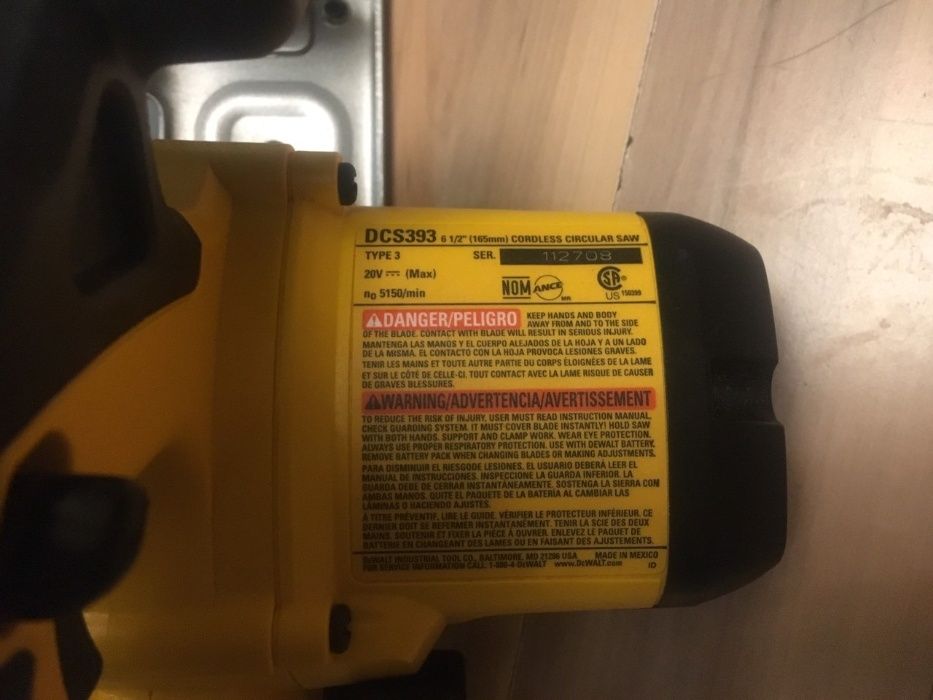 DCS393 6 1/2" (165mm) CORDLESS CIRCULAR SAW
TYPE 3 SER. 112708
20V ⎓ (Max)
n₀ 5150/min
NOM ANCE MR SA US 150399
DANGER/PELIGRO KEEP HANDS AND BODY
AWAY FROM AND TO THE SIDE
OF THE BLADE. CONTACT WITH BLADE WILL RESULT IN SERIOUS INJURY.
MANTENGA LAS MANOS Y EL CUERPO ALEJADOS DE LA HOJA Y A UN LADO
DE LA MISMA. EL CONTACTO CON LA HOJA PROVOCA LESIONES GRAVES.
TENIR LES MAINS ET TOUTE AUTRE PARTIE DU CORPS ÉLOIGNÉES DE LA LAME
ET SUR LE CÔTÉ DE CELLE-CI. TOUT CONTACT AVEC LA LAME RISQUE DE CAUSER
DE GRAVES BLESSURES.
WARNING/ADVERTENCIA/AVERTISSEMENT
TO REDUCE THE RISK OF INJURY, USER MUST READ INSTRUCTION MANUAL.
CHECK GUARDING SYSTEM. IT MUST COVER BLADE INSTANTLY! HOLD SAW
WITH BOTH HANDS. SUPPORT AND CLAMP WORK. WEAR EYE PROTECTION.
ALWAYS USE PROPER RESPIRATORY PROTECTION. USE WITH DEWALT BATTERY.
REMOVE BATTERY PACK WHEN CHANGING BLADES OR MAKING ADJUSTMENTS.
PARA DISMINUIR EL RIESGODE LESIONES. EL USUARIO DEBERÁ LEER EL
MANUAL DE INSTRUCCIONES. INSPECCIONE LA GUARDA INFERIOR. LA
GUARDA DEBE DE CERRAR INSTANTÁNEAMENTE. SOSTENGA LA SIERRA CON
AMBAS MANOS. QUITE EL PAQUETE DE LA BATERÍA AL CAMBIAR LAS
LÁMINAS O HACIENDO AJUSTES.
À TITRE PRÉVENTIF, LIRE LE GUIDE. VÉRIFIER LE PROTECTEUR INFÉRIEUR. CE
DERNIER DOIT SE REFERMER INSTANTANÉMENT. TENIR LA SCIE DES DEUX
MAINS. SOUTENIR ET FIXER LA PIÈCE À OUVRER. ENLEVEZ LE PAQUET DE
BATTERIE EN CHANGEANT DES LAMES OU EN FAISANT DES AJUSTEMENTS.
DeWALT INDUSTRIAL TOOL CO., BALTIMORE, MD 21286 USA MADE IN MEXICO
FOR SERVICE INFORMATION CALL 1-800-4-DeWALT www.DeWALT.com ID